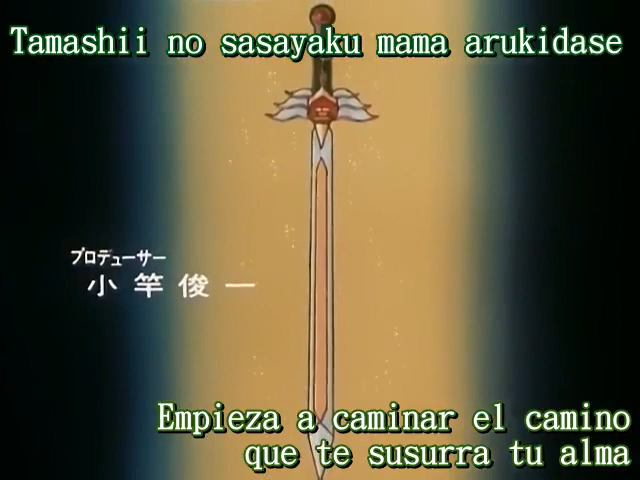 Tamashii no sasayaku mama arukidase
プロデューサー
小竿俊一
Empieza a caminar el camino
que te susurra tu alma